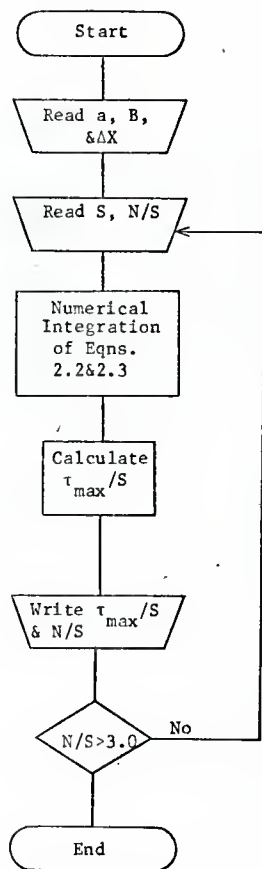 Start
Read a, B,
&ΔX
Read S, N/S
Numerical
Integration
of Eqns.
2.2&2.3
Calculate
τmax/S
Write τmax/S
& N/S
N/S>3.0
No
End